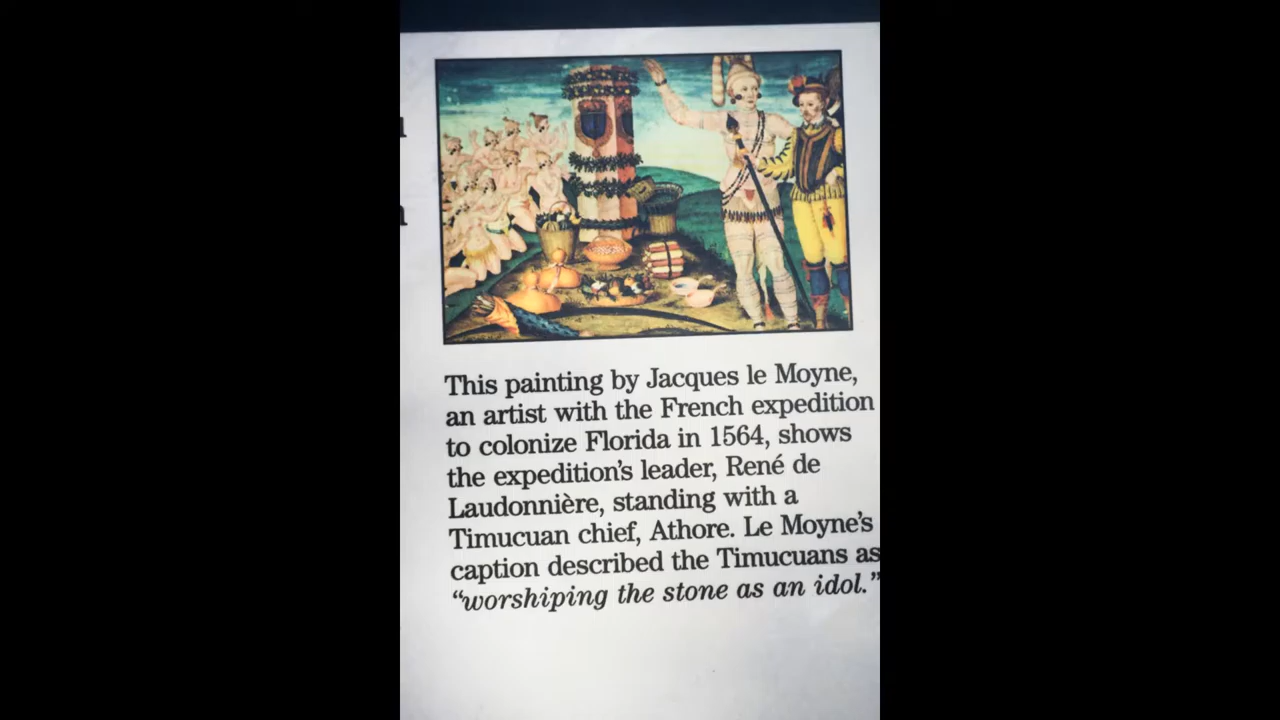 This painting by Jacques le Moyne,
an artist with the French expedition
to colonize Florida in 1564, shows
the expedition's leader, René de
Laudonnière, standing with a
Timucuan chief, Athore. Le Moyne's
caption described the Timucuans as
“worshiping the stone as an idol.”